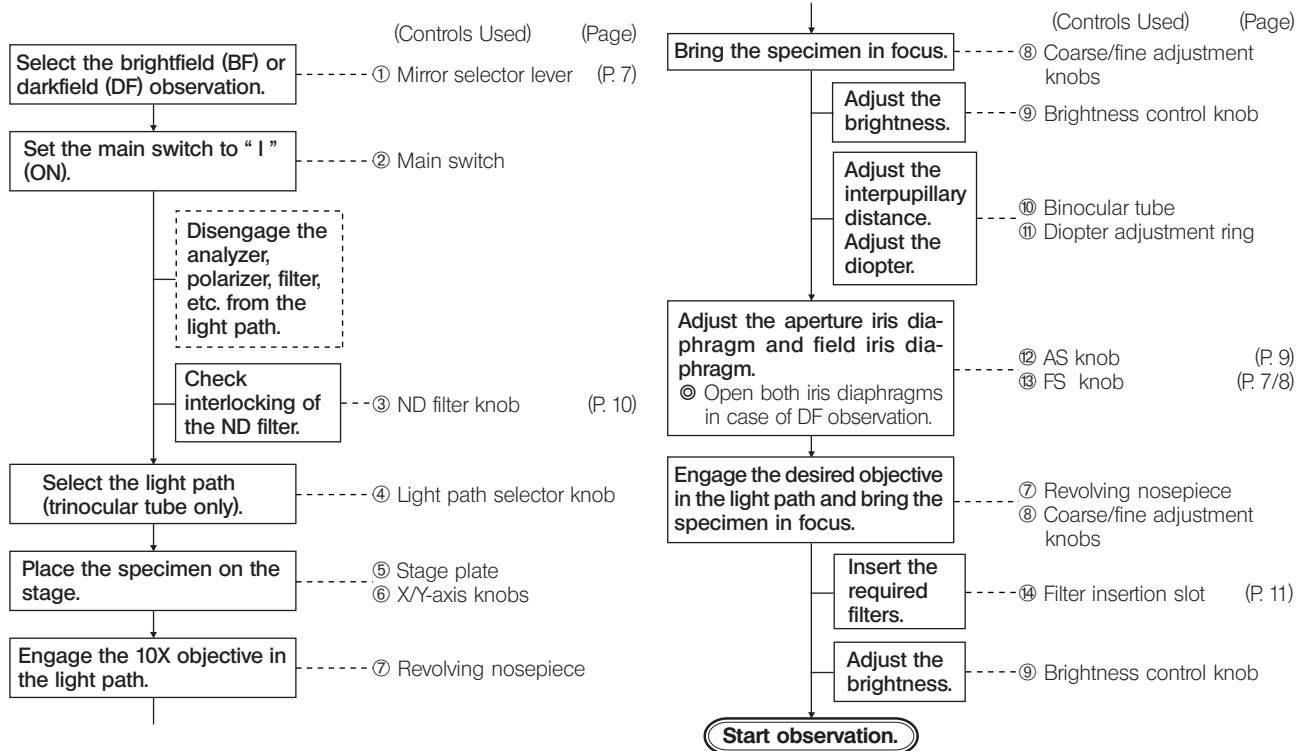 (Controls Used) (Page)
Select the brightfield (BF) or
darkfield (DF) observation.
① Mirror selector lever (P. 7)
Set the main switch to “ I ”
(ON).
② Main switch
Disengage the
analyzer,
polarizer, filter,
etc. from the
light path.
Check
interlocking of
the ND filter.
③ ND filter knob (P. 10)
Select the light path
(trinocular tube only).
④ Light path selector knob
Place the specimen on the
stage.
⑤ Stage plate
⑥ X/Y-axis knobs
Engage the 10X objective in
the light path.
⑦ Revolving nosepiece
(Controls Used) (Page)
Bring the specimen in focus.
⑧ Coarse/fine adjustment
knobs
Adjust the
brightness.
⑨ Brightness control knob
Adjust the
interpupillary
distance.
Adjust the
diopter.
⑩ Binocular tube
⑪ Diopter adjustment ring
Adjust the aperture iris dia-
phragm and field iris dia-
phragm.
◎ Open both iris diaphragms
in case of DF observation.
⑫ AS knob (P. 9)
⑬ FS knob (P. 7/8)
Engage the desired objective
in the light path and bring the
specimen in focus.
⑦ Revolving nosepiece
⑧ Coarse/fine adjustment
knobs
Insert the
required
filters.
⑭ Filter insertion slot (P. 11)
Adjust the
brightness.
⑨ Brightness control knob
Start observation.